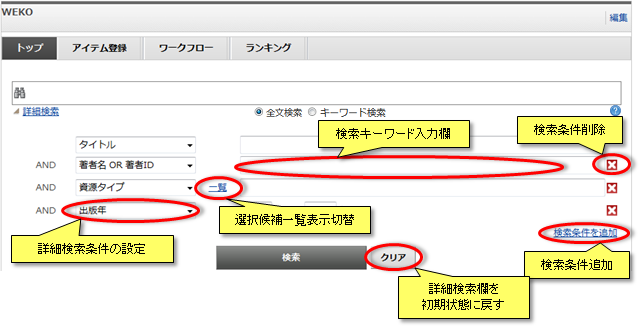 WEKO
編集
トップ
アイテム登録
ワークフロー
ランキング
詳細検索
全文検索
キーワード検索
?
検索キーワード入力欄
検索条件削除
タイトル
AND
著者名 OR 著者ID
AND
資源タイプ
一覧
選択候補一覧表示切替
AND
出版年
詳細検索条件の設定
検索条件を追加
検索条件追加
検索
クリア
詳細検索欄を
初期状態に戻す